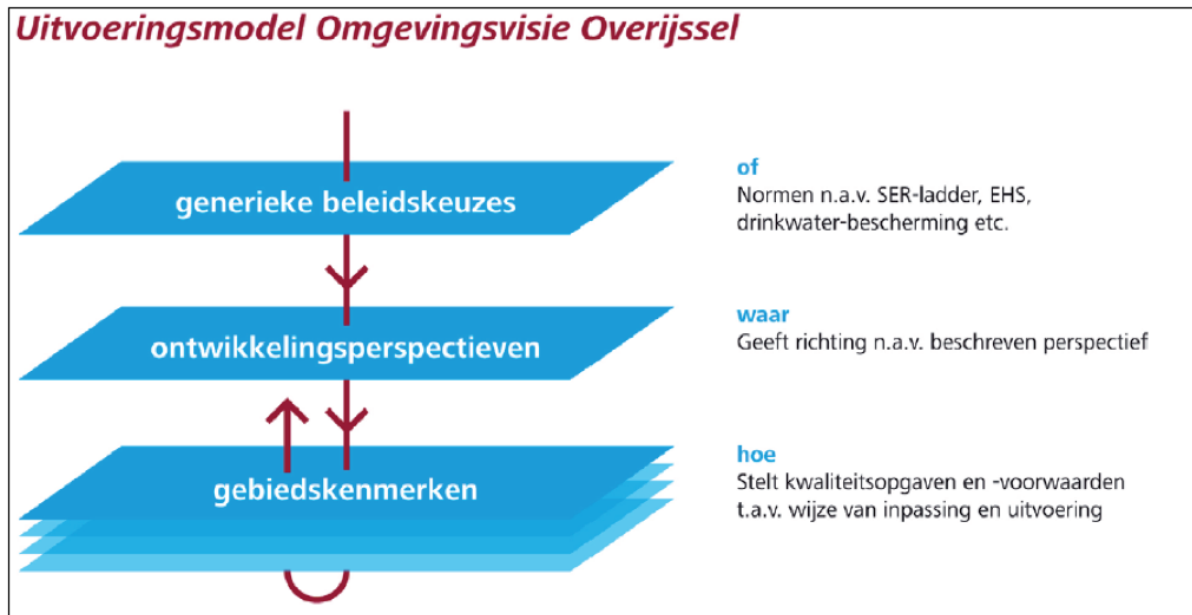 Uitvoeringsmodel Omgevingsvisie Overijssel
generieke beleidskeuzes
of
Normen n.a.v. SER-ladder, EHS,
drinkwater-bescherming etc.
ontwikkelingsperspectieven
waar
Geeft richting n.a.v. beschreven perspectief
gebiedskenmerken
hoe
Stelt kwaliteitsopgaven en -voorwaarden
t.a.v. wijze van inpassing en uitvoering